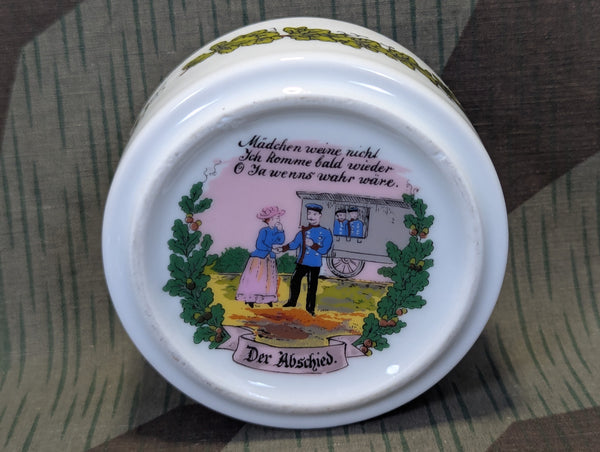 Mädchen weine nicht
Ich komme bald wieder
O Ja wenns wahr wäre.
Der Abschied.